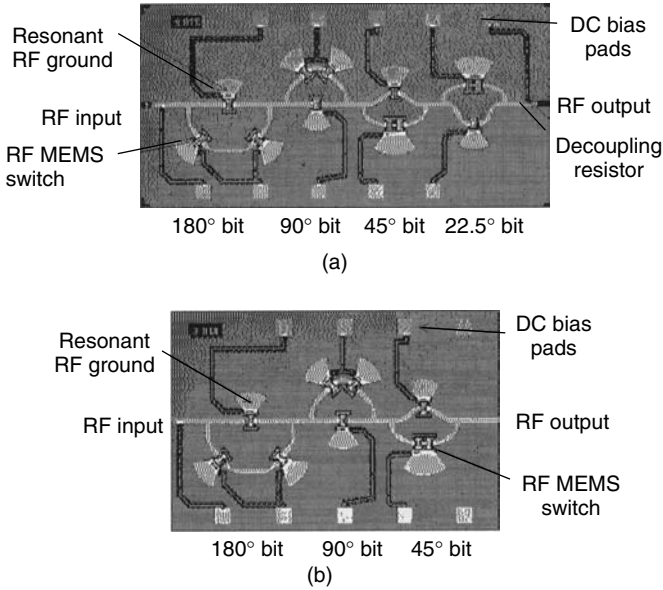 Resonant
RF ground
DC bias
pads
RF input
RF output
RF MEMS
switch
Decoupling
resistor
180° bit 90° bit 45° bit 22.5° bit
(a)
Resonant
RF ground
DC bias
pads
RF input
RF output
RF MEMS
switch
180° bit 90° bit 45° bit
(b)